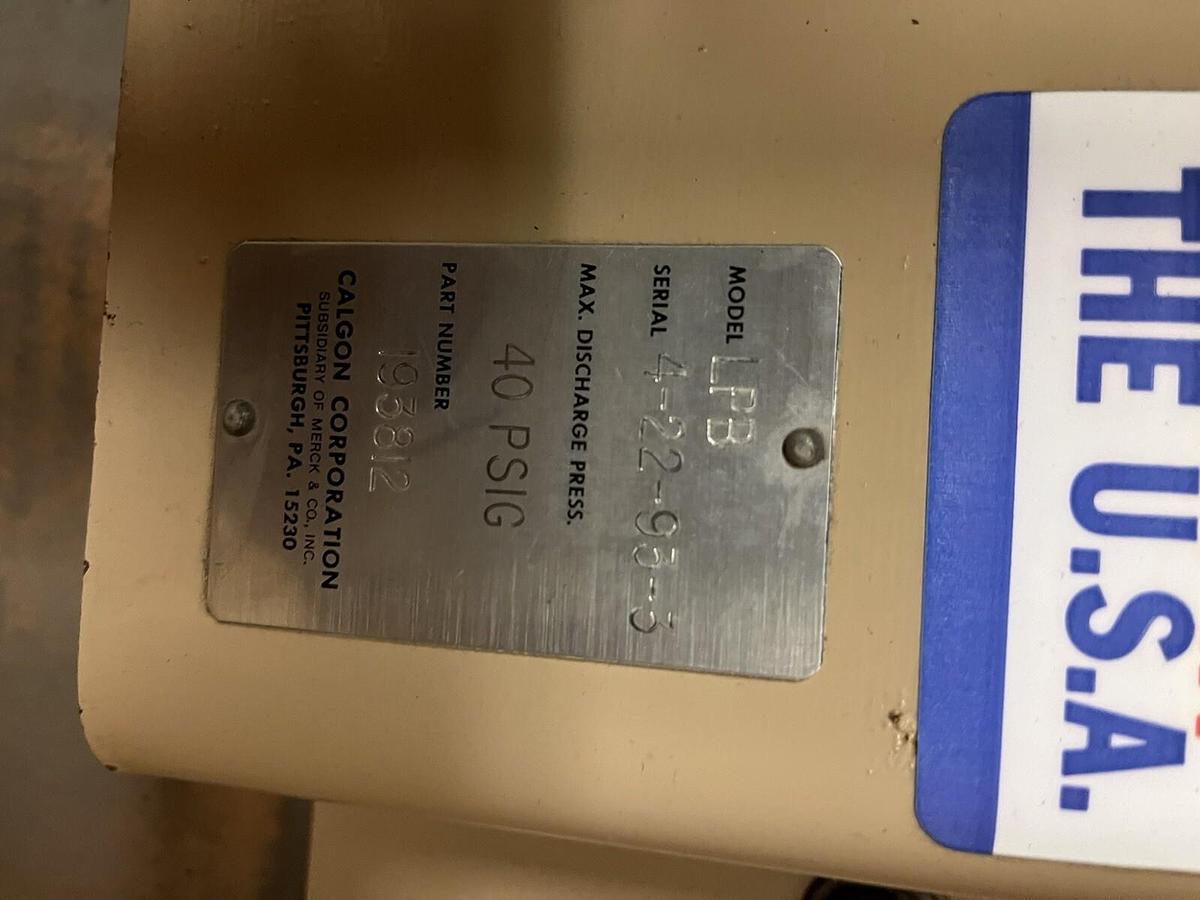 MODEL LPB
SERIAL 4-22-93-3
MAX. DISCHARGE PRESS.
40 PSIG
PART NUMBER
193812
CALGON CORPORATION
SUBSIDIARY OF MERCK & CO., INC.
PITTSBURGH, PA. 15230
THE U.S.A.